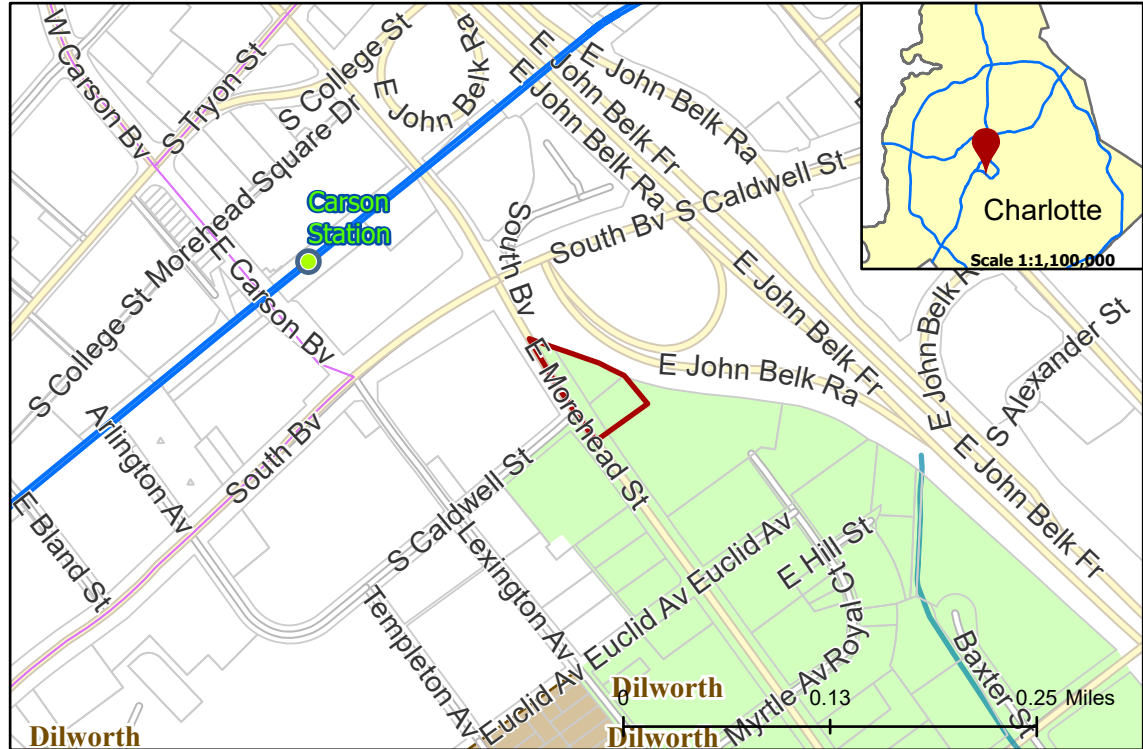 W Carson Bv
S Tryon St
S College St
E John Belk Ra
E John Belk Fr
E John Belk Ra
E John Belk Ra
S College St Morehead Square Dr
Carson
Station
E Carson Bv
South Bv
South Bv S Caldwell St
E John Belk Fr
E John Belk Ra
E John Belk Ra
S Alexander St
E John Belk Fr
E Morehead St
South Bv
Arlington Av
E Bland St
S Caldwell St
Lexington Av
Templeton Av
Euclid Av Euclid Av Euclid Av
E Hill St
Royal Ct
Myrtle Av
Baxter St
Dilworth
Dilworth
Dilworth
0 0.13 0.25 Miles
Charlotte
Scale 1:1,100,000